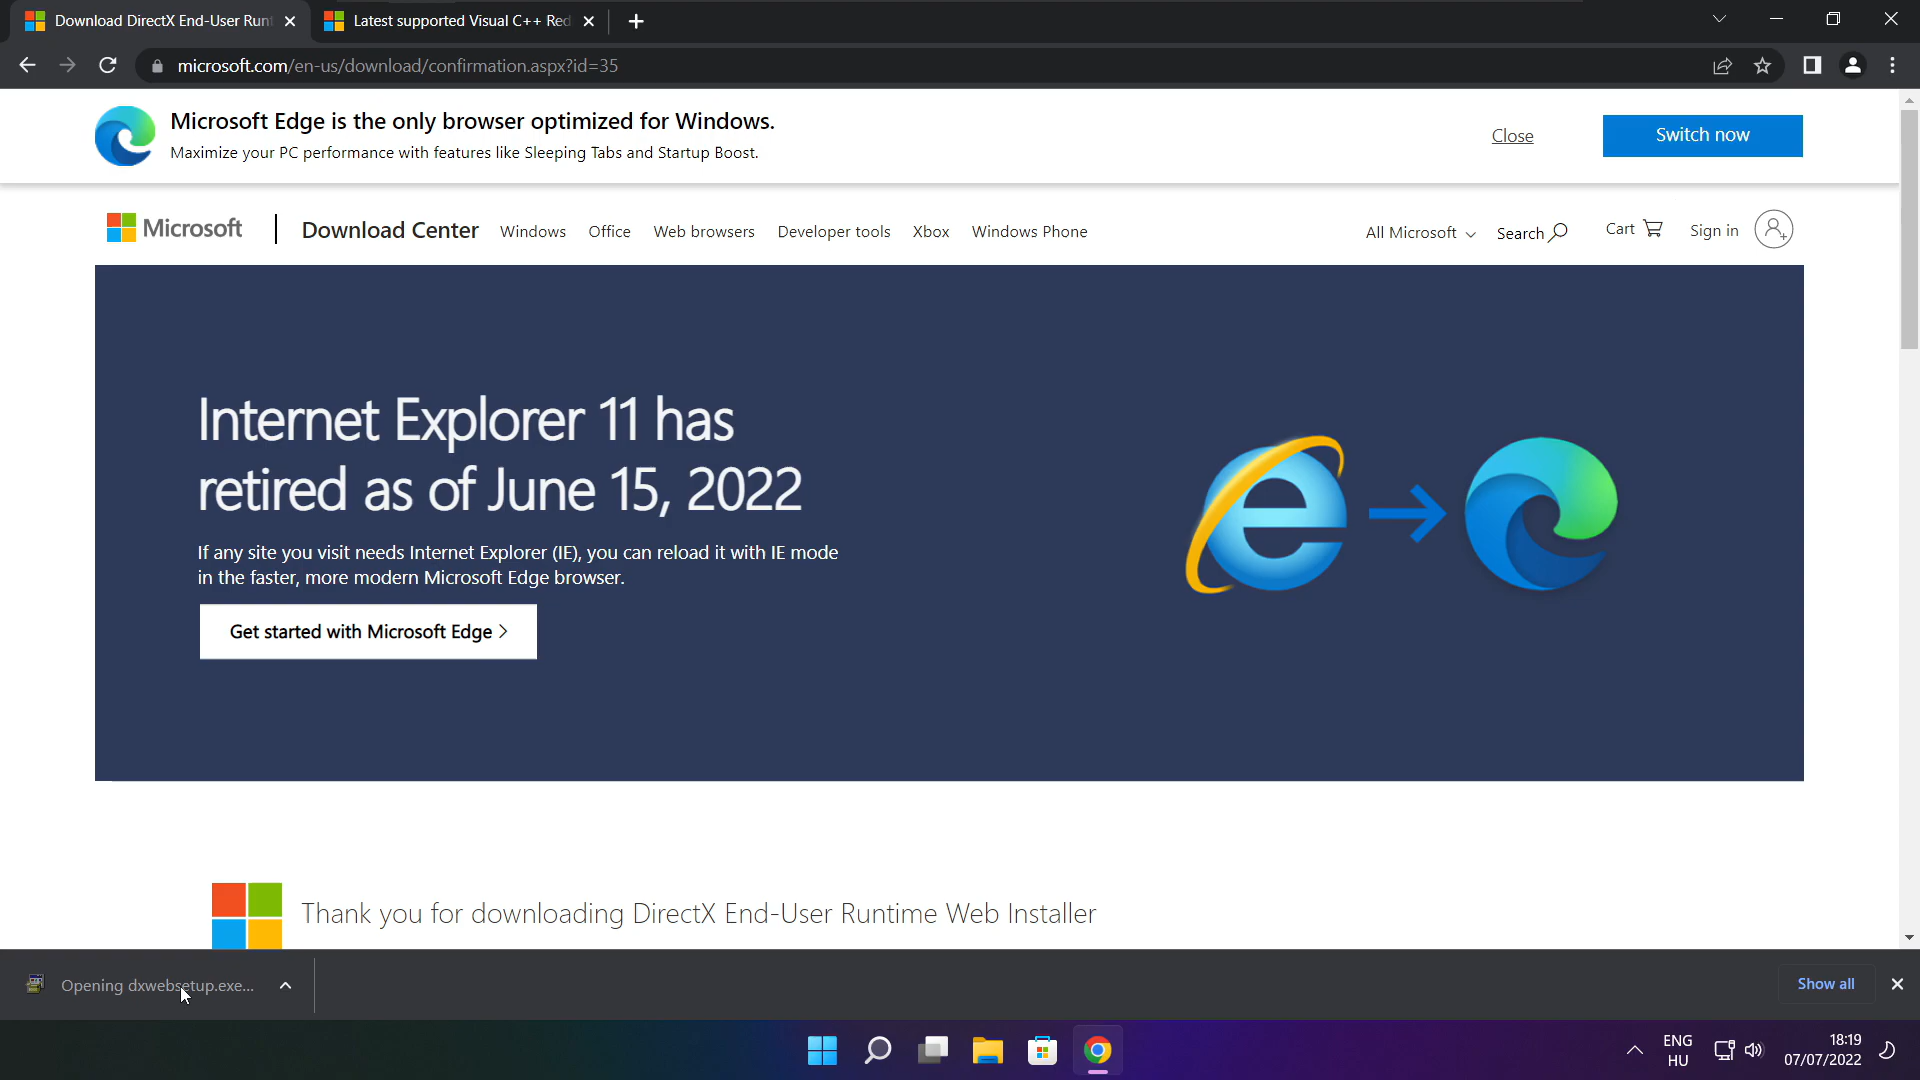 Download DirectX End-User Runt
Latest supported Visual C++ Red
microsoft.com/en-us/download/confirmation.aspx?id=35
Microsoft Edge is the only browser optimized for Windows.
Maximize your PC performance with features like Sleeping Tabs and Startup Boost.
Close
Switch now
Microsoft
Download Center
Windows
Office
Web browsers
Developer tools
Xbox
Windows Phone
All Microsoft
Search
Cart
Sign in
Internet Explorer 11 has
retired as of June 15, 2022
If any site you visit needs Internet Explorer (IE), you can reload it with IE mode
in the faster, more modern Microsoft Edge browser.
Get started with Microsoft Edge >
Thank you for downloading DirectX End-User Runtime Web Installer
Opening dxwebsetup.exe...
Show all
ENG
HU
18:19
07/07/2022